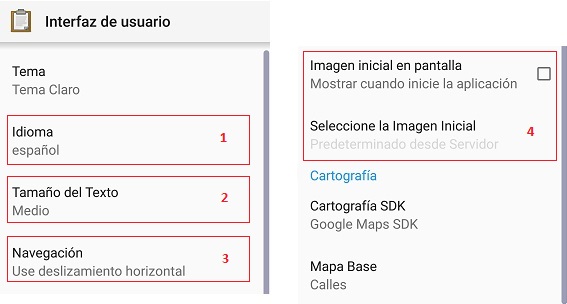 Interfaz de usuario
Tema
Tema Claro
Idioma
1
español
Tamaño del Texto
2
Medio
Navegación
3
Use deslizamiento horizontal
Imagen inicial en pantalla
Mostrar cuando inicie la aplicación
Seleccione la Imagen Inicial
4
Predeterminado desde Servidor
Cartografía
Cartografía SDK
Google Maps SDK
Mapa Base
Calles